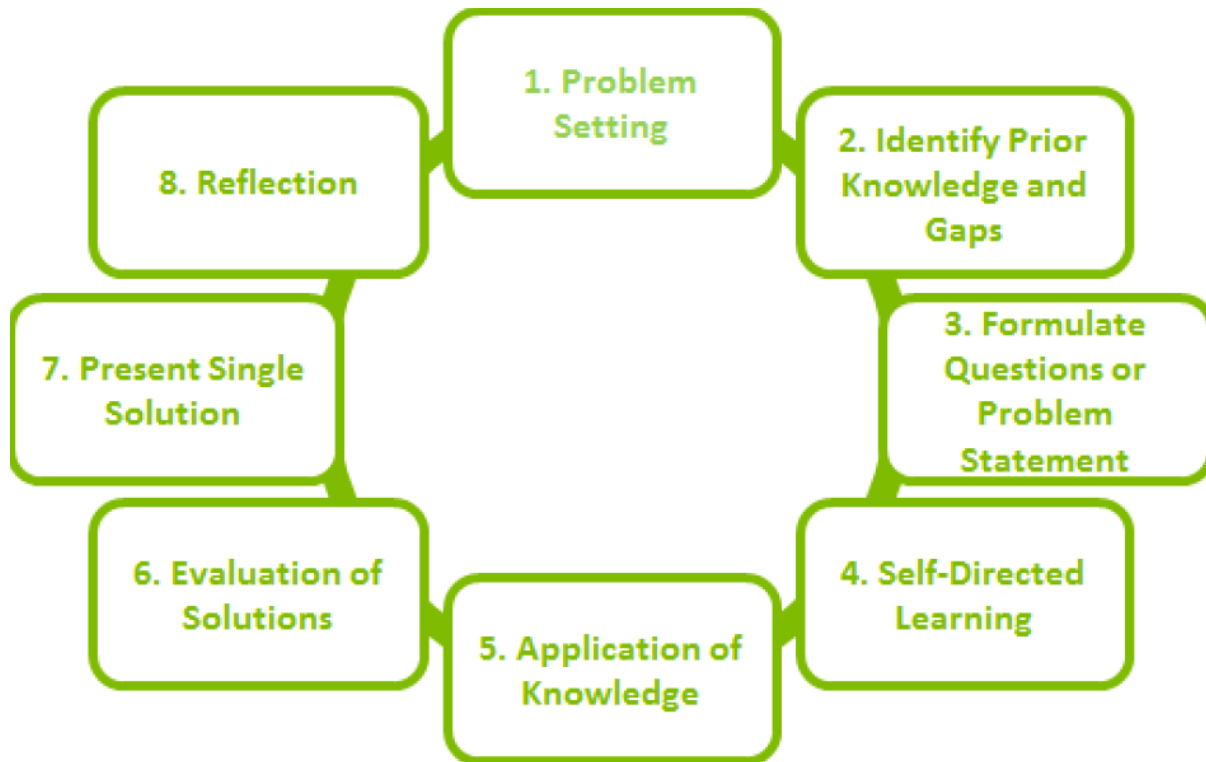 1. Problem
Setting
2. Identify Prior
Knowledge and
Gaps
3. Formulate
Questions or
Problem
Statement
4. Self-Directed
Learning
5. Application of
Knowledge
6. Evaluation of
Solutions
7. Present Single
Solution
8. Reflection